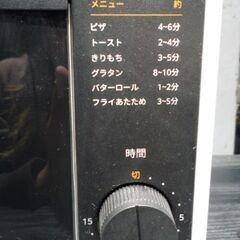 メニュー 約
ピザ 4~6分
トースト 2~4分
きりもち 3~5分
グラタン 8~10分
バターロール 1~2分
フライあたため 3~5分
時間
切
15 5